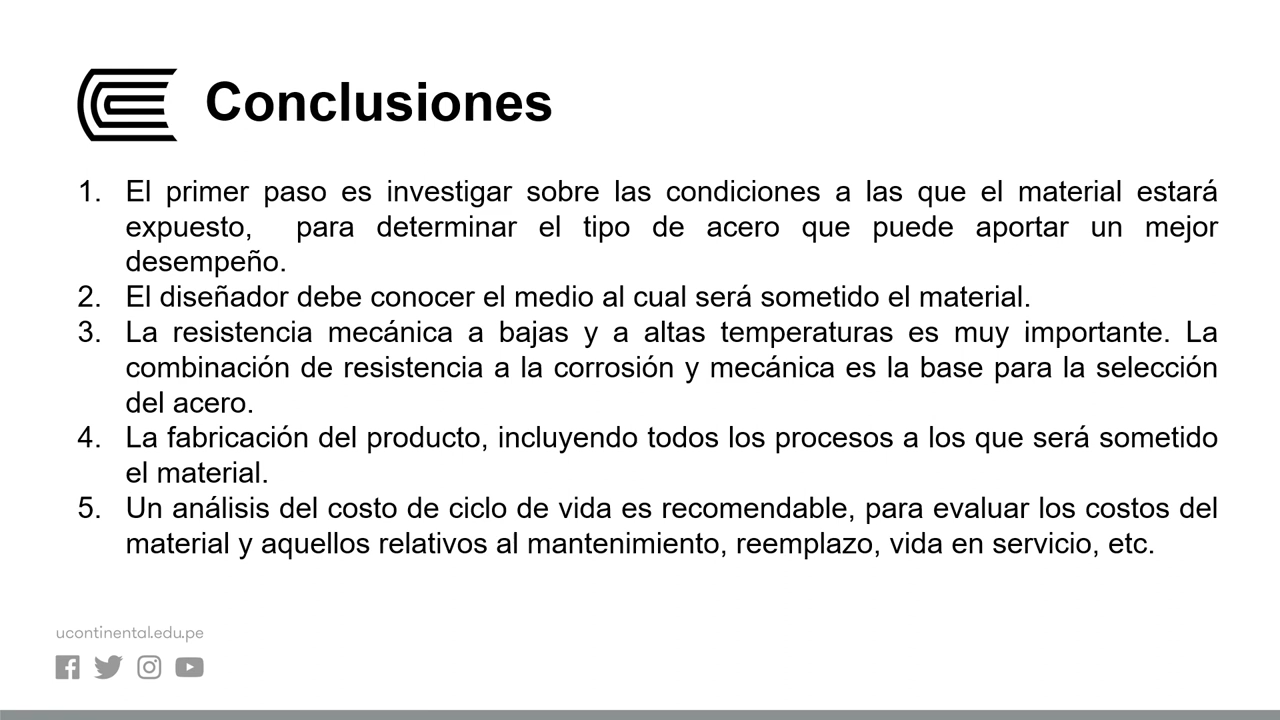 Conclusiones
1. El primer paso es investigar sobre las condiciones a las que el material estará
expuesto, para determinar el tipo de acero que puede aportar un mejor
desempeño.
2. El diseñador debe conocer el medio al cual será sometido el material.
3. La resistencia mecánica a bajas y a altas temperaturas es muy importante. La
combinación de resistencia a la corrosión y mecánica es la base para la selección
del acero.
4. La fabricación del producto, incluyendo todos los procesos a los que será sometido
el material.
5. Un análisis del costo de ciclo de vida es recomendable, para evaluar los costos del
material y aquellos relativos al mantenimiento, reemplazo, vida en servicio, etc.
ucontinental.edu.pe